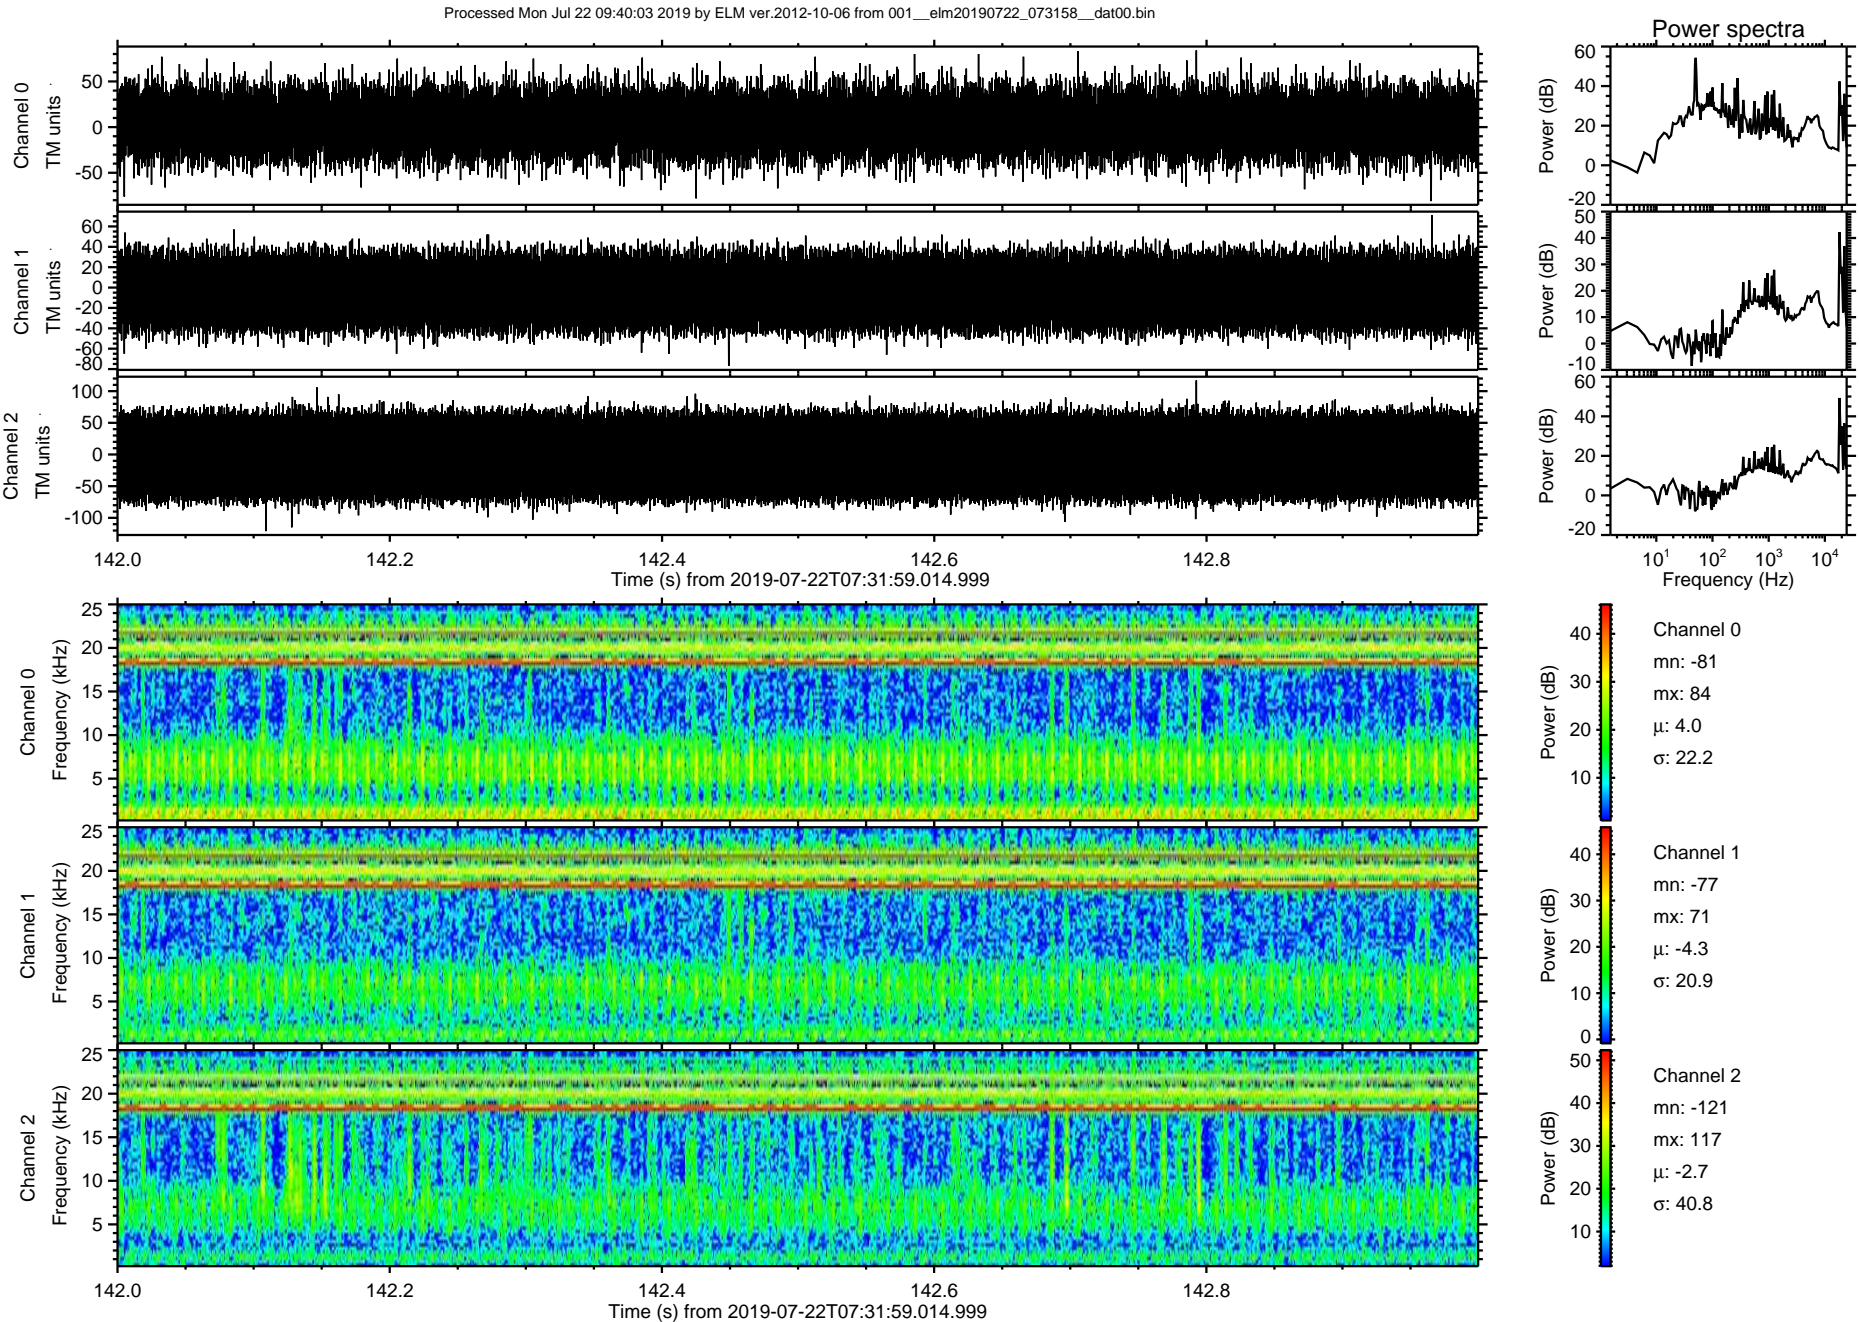 Processed Mon Jul 22 09:40:03 2019 by ELM ver.2012-10-06 from 001__elm20190722_073158__dat00.bin
Power spectra
Channel 0
TM units
50
0
-50
Power (dB)
60
40
20
0
-20
Channel 1
TM units
60
40
20
0
-20
-40
-60
-80
Power (dB)
50
40
30
20
10
0
-10
Channel 2
TM units
100
50
0
-50
-100
Power (dB)
60
40
20
0
-20
142.0 142.2 142.4 142.6 142.8
Time (s) from 2019-07-22T07:31:59.014.999
10^1 10^2 10^3 10^4
Frequency (Hz)
Channel 0
Frequency (kHz)
25
20
15
10
5
Power (dB)
40
30
20
10
Channel 0
mn: -81
mx: 84
μ: 4.0
σ: 22.2
Channel 1
Frequency (kHz)
25
20
15
10
5
Power (dB)
40
30
20
10
0
Channel 1
mn: -77
mx: 71
μ: -4.3
σ: 20.9
Channel 2
Frequency (kHz)
25
20
15
10
5
Power (dB)
50
40
30
20
10
Channel 2
mn: -121
mx: 117
μ: -2.7
σ: 40.8
142.0 142.2 142.4 142.6 142.8
Time (s) from 2019-07-22T07:31:59.014.999